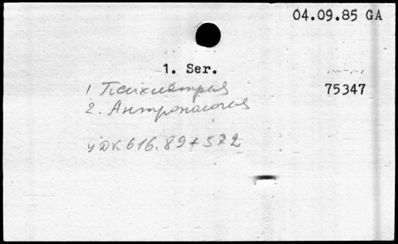 04.09.85 GA
1. Ser.
1. Психиатрия 75347
2. Антропология
УДК 616.89+572